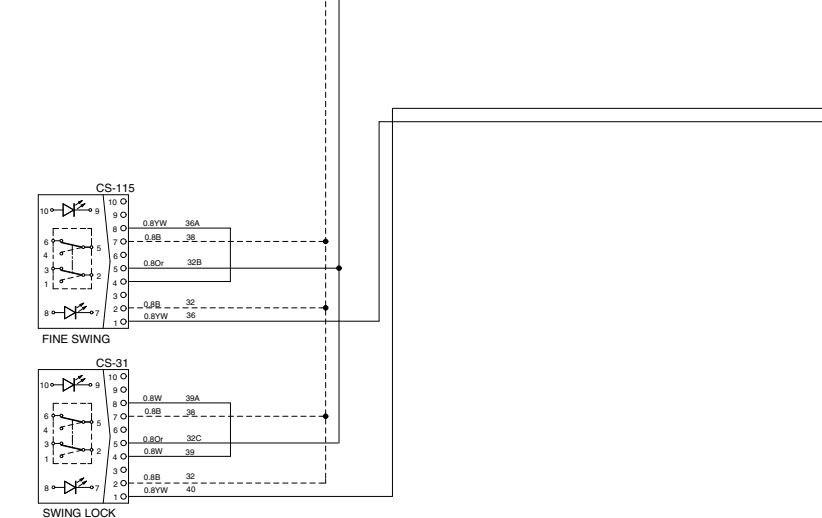 CS-115
10
9
8 0.8YW 36A
7 0.8B 38
6
5 0.8Or 32B
4
3
2 0.8B 32
1 0.8YW 36
10 9
6 5
4
3 2
1
8 7
FINE SWING
CS-31
10
9
8 0.8W 39A
7 0.8B 38
6
5 0.8Or 32C
4 0.8W 39
3
2 0.8B 32
1 0.8YW 40
10 9
6 5
4
3 2
1
8 7
SWING LOCK